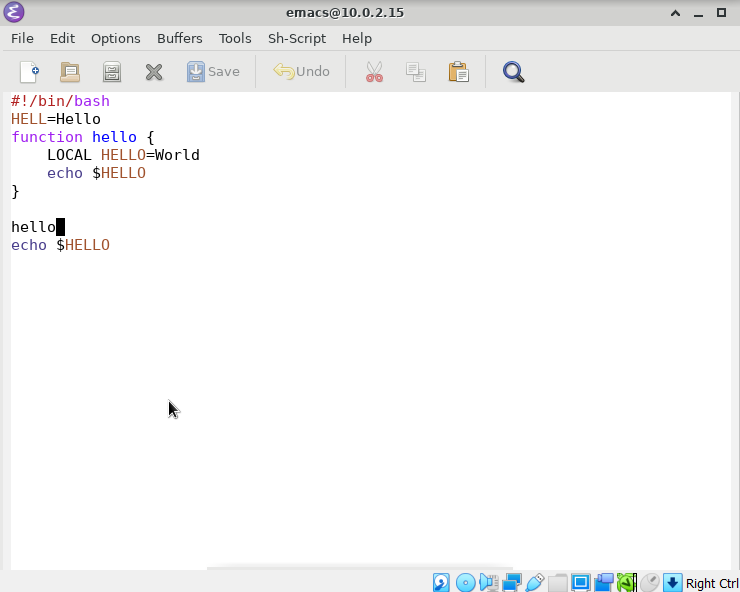 emacs@10.0.2.15
File Edit Options Buffers Tools Sh-Script Help
Save Undo
#!/bin/bash
HELL=Hello
function hello {
    LOCAL HELLO=World
    echo $HELLO
}
hello
echo $HELLO
Right Ctrl